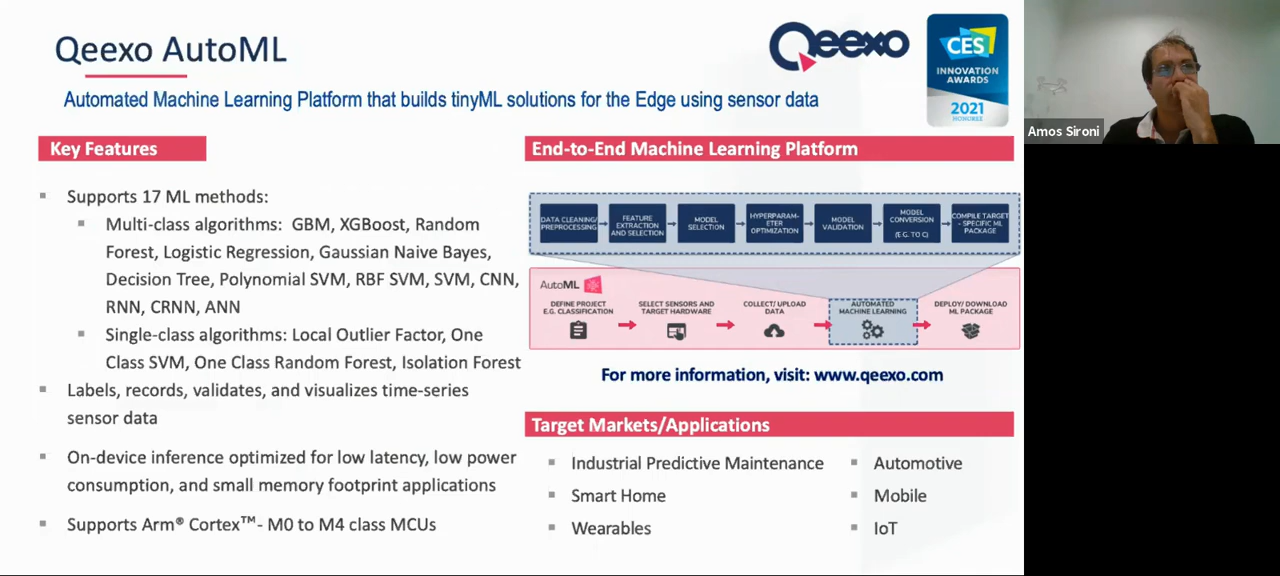 Qeexo AutoML
Qeexo
CES
INNOVATION
AWARDS
2021
HONOREE
Automated Machine Learning Platform that builds tinyML solutions for the Edge using sensor data
Amos Sironi
Key Features
▪ Supports 17 ML methods:
▪ Multi-class algorithms: GBM, XGBoost, Random
Forest, Logistic Regression, Gaussian Naive Bayes,
Decision Tree, Polynomial SVM, RBF SVM, SVM, CNN,
RNN, CRNN, ANN
▪ Single-class algorithms: Local Outlier Factor, One
Class SVM, One Class Random Forest, Isolation Forest
▪ Labels, records, validates, and visualizes time-series
sensor data
▪ On-device inference optimized for low latency, low power
consumption, and small memory footprint applications
▪ Supports Arm® Cortex™- M0 to M4 class MCUs
End-to-End Machine Learning Platform
DATA CLEANING/
PREPROCESSING
FEATURE
EXTRACTION
AND SELECTION
MODEL
SELECTION
HYPERPARAM-
ETER
OPTIMIZATION
MODEL
VALIDATION
MODEL
CONVERSION
(E.G. TO C)
COMPILE TARGET
- SPECIFIC ML
PACKAGE
AutoML
DEFINE PROJECT
E.G. CLASSIFICATION
SELECT SENSORS AND
TARGET HARDWARE
COLLECT/ UPLOAD
DATA
AUTOMATED
MACHINE LEARNING
DEPLOY/ DOWNLOAD
ML PACKAGE
For more information, visit: www.qeexo.com
Target Markets/Applications
▪ Industrial Predictive Maintenance
▪ Smart Home
▪ Wearables
▪ Automotive
▪ Mobile
▪ IoT